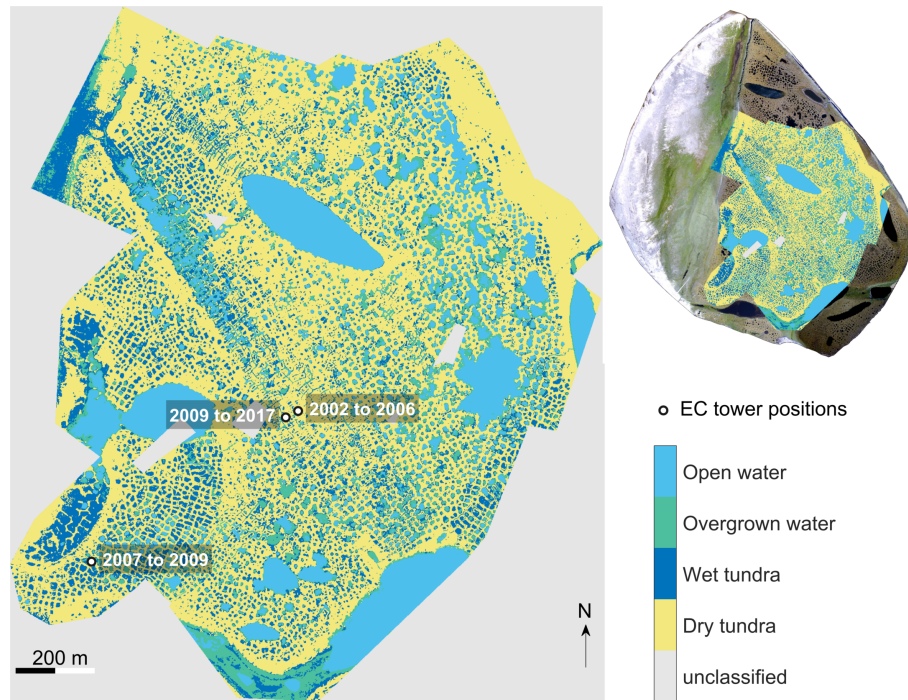 2009 to 2017
2002 to 2006
2007 to 2009
200 m
N
EC tower positions
Open water
Overgrown water
Wet tundra
Dry tundra
unclassified